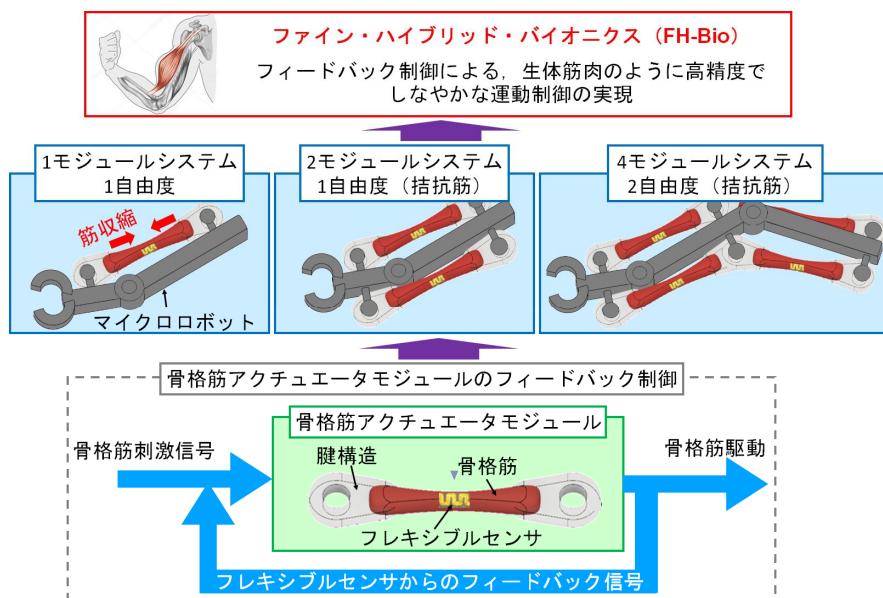 ファイン・ハイブリッド・バイオニクス（FH-Bio）
フィードバック制御による，生体筋肉のように高精度で
しなやかな運動制御の実現
1モジュールシステム
1自由度
2モジュールシステム
1自由度（拮抗筋）
4モジュールシステム
2自由度（拮抗筋）
筋収縮
マイクロロボット
骨格筋アクチュエータモジュールのフィードバック制御
骨格筋アクチュエータモジュール
骨格筋刺激信号
腱構造
骨格筋
骨格筋駆動
フレキシブルセンサ
フレキシブルセンサからのフィードバック信号